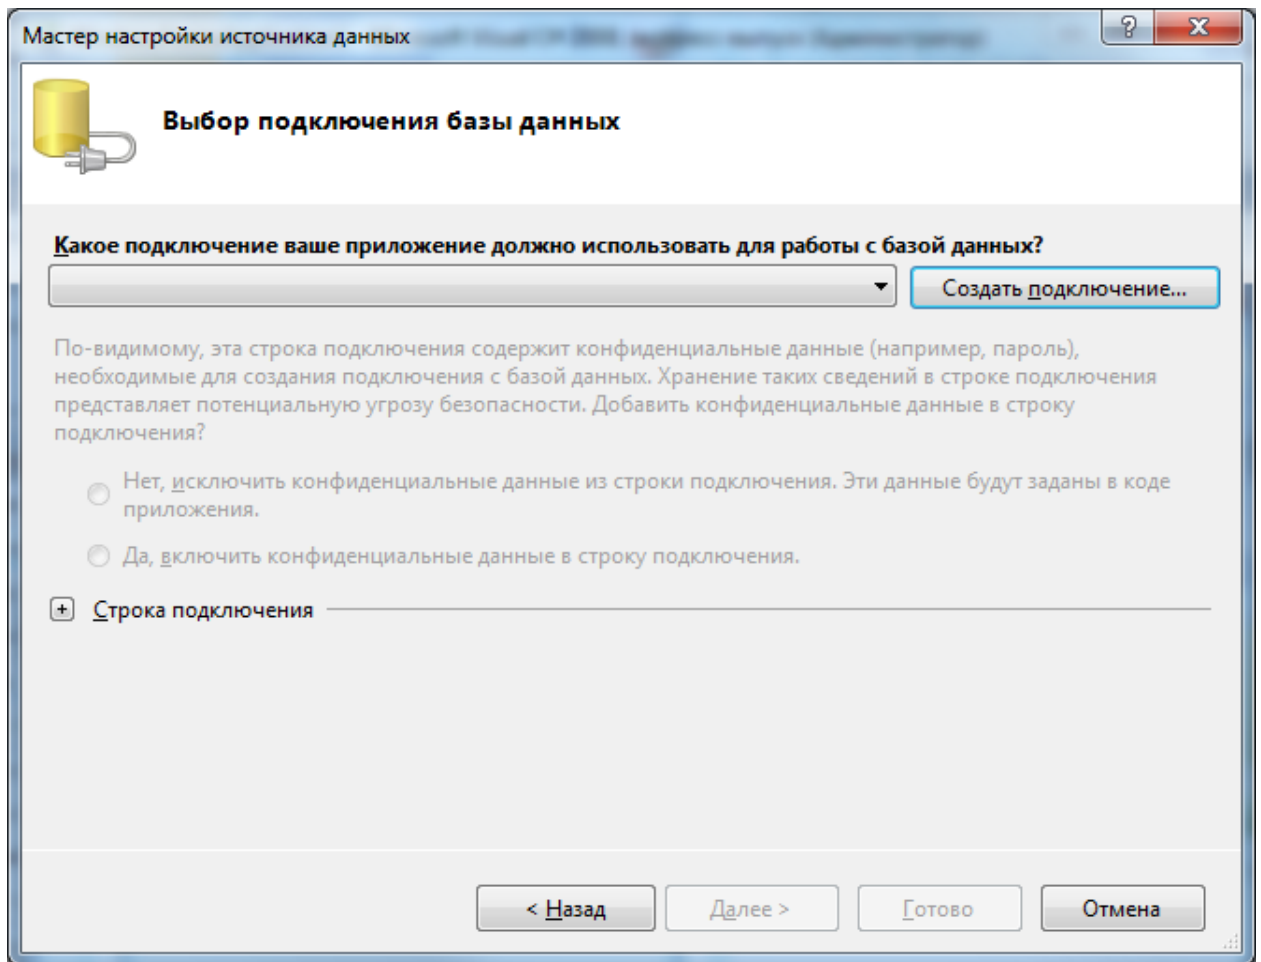 Мастер настройки источника данных
Выбор подключения базы данных
Какое подключение ваше приложение должно использовать для работы с базой данных?
Создать подключение...
По-видимому, эта строка подключения содержит конфиденциальные данные (например, пароль),
необходимые для создания подключения с базой данных. Хранение таких сведений в строке подключения
представляет потенциальную угрозу безопасности. Добавить конфиденциальные данные в строку
подключения?
Нет, исключить конфиденциальные данные из строки подключения. Эти данные будут заданы в коде
приложения.
Да, включить конфиденциальные данные в строку подключения.
Строка подключения
< Назад
Далее >
Готово
Отмена